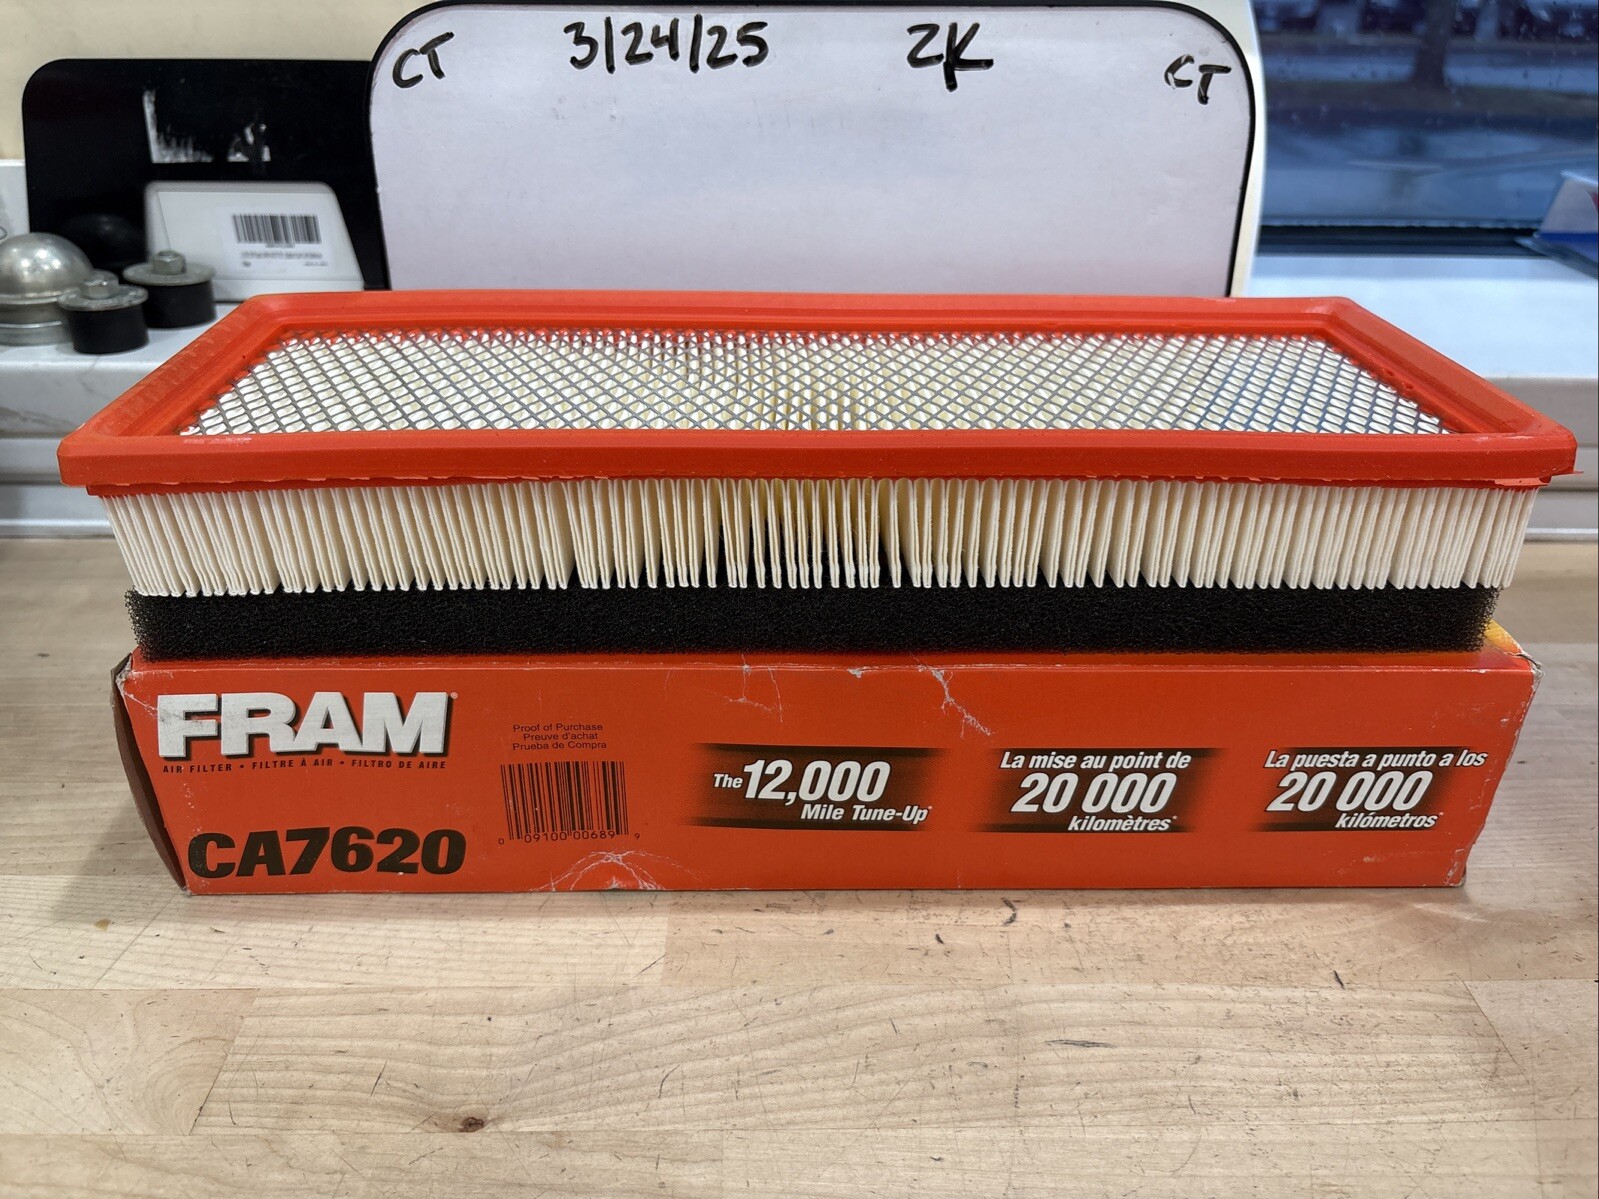 CT 3/24/25 ZK CT
FRAM®
AIR FILTER • FILTRE À AIR • FILTRO DE AIRE
CA7620
Proof of Purchase
Preuve d'achat
Prueba de Compra
0 09100 00689 9
The 12,000
Mile Tune-Up*
La mise au point de
20 000
kilomètres*
La puesta a punto a los
20 000
kilómetros*